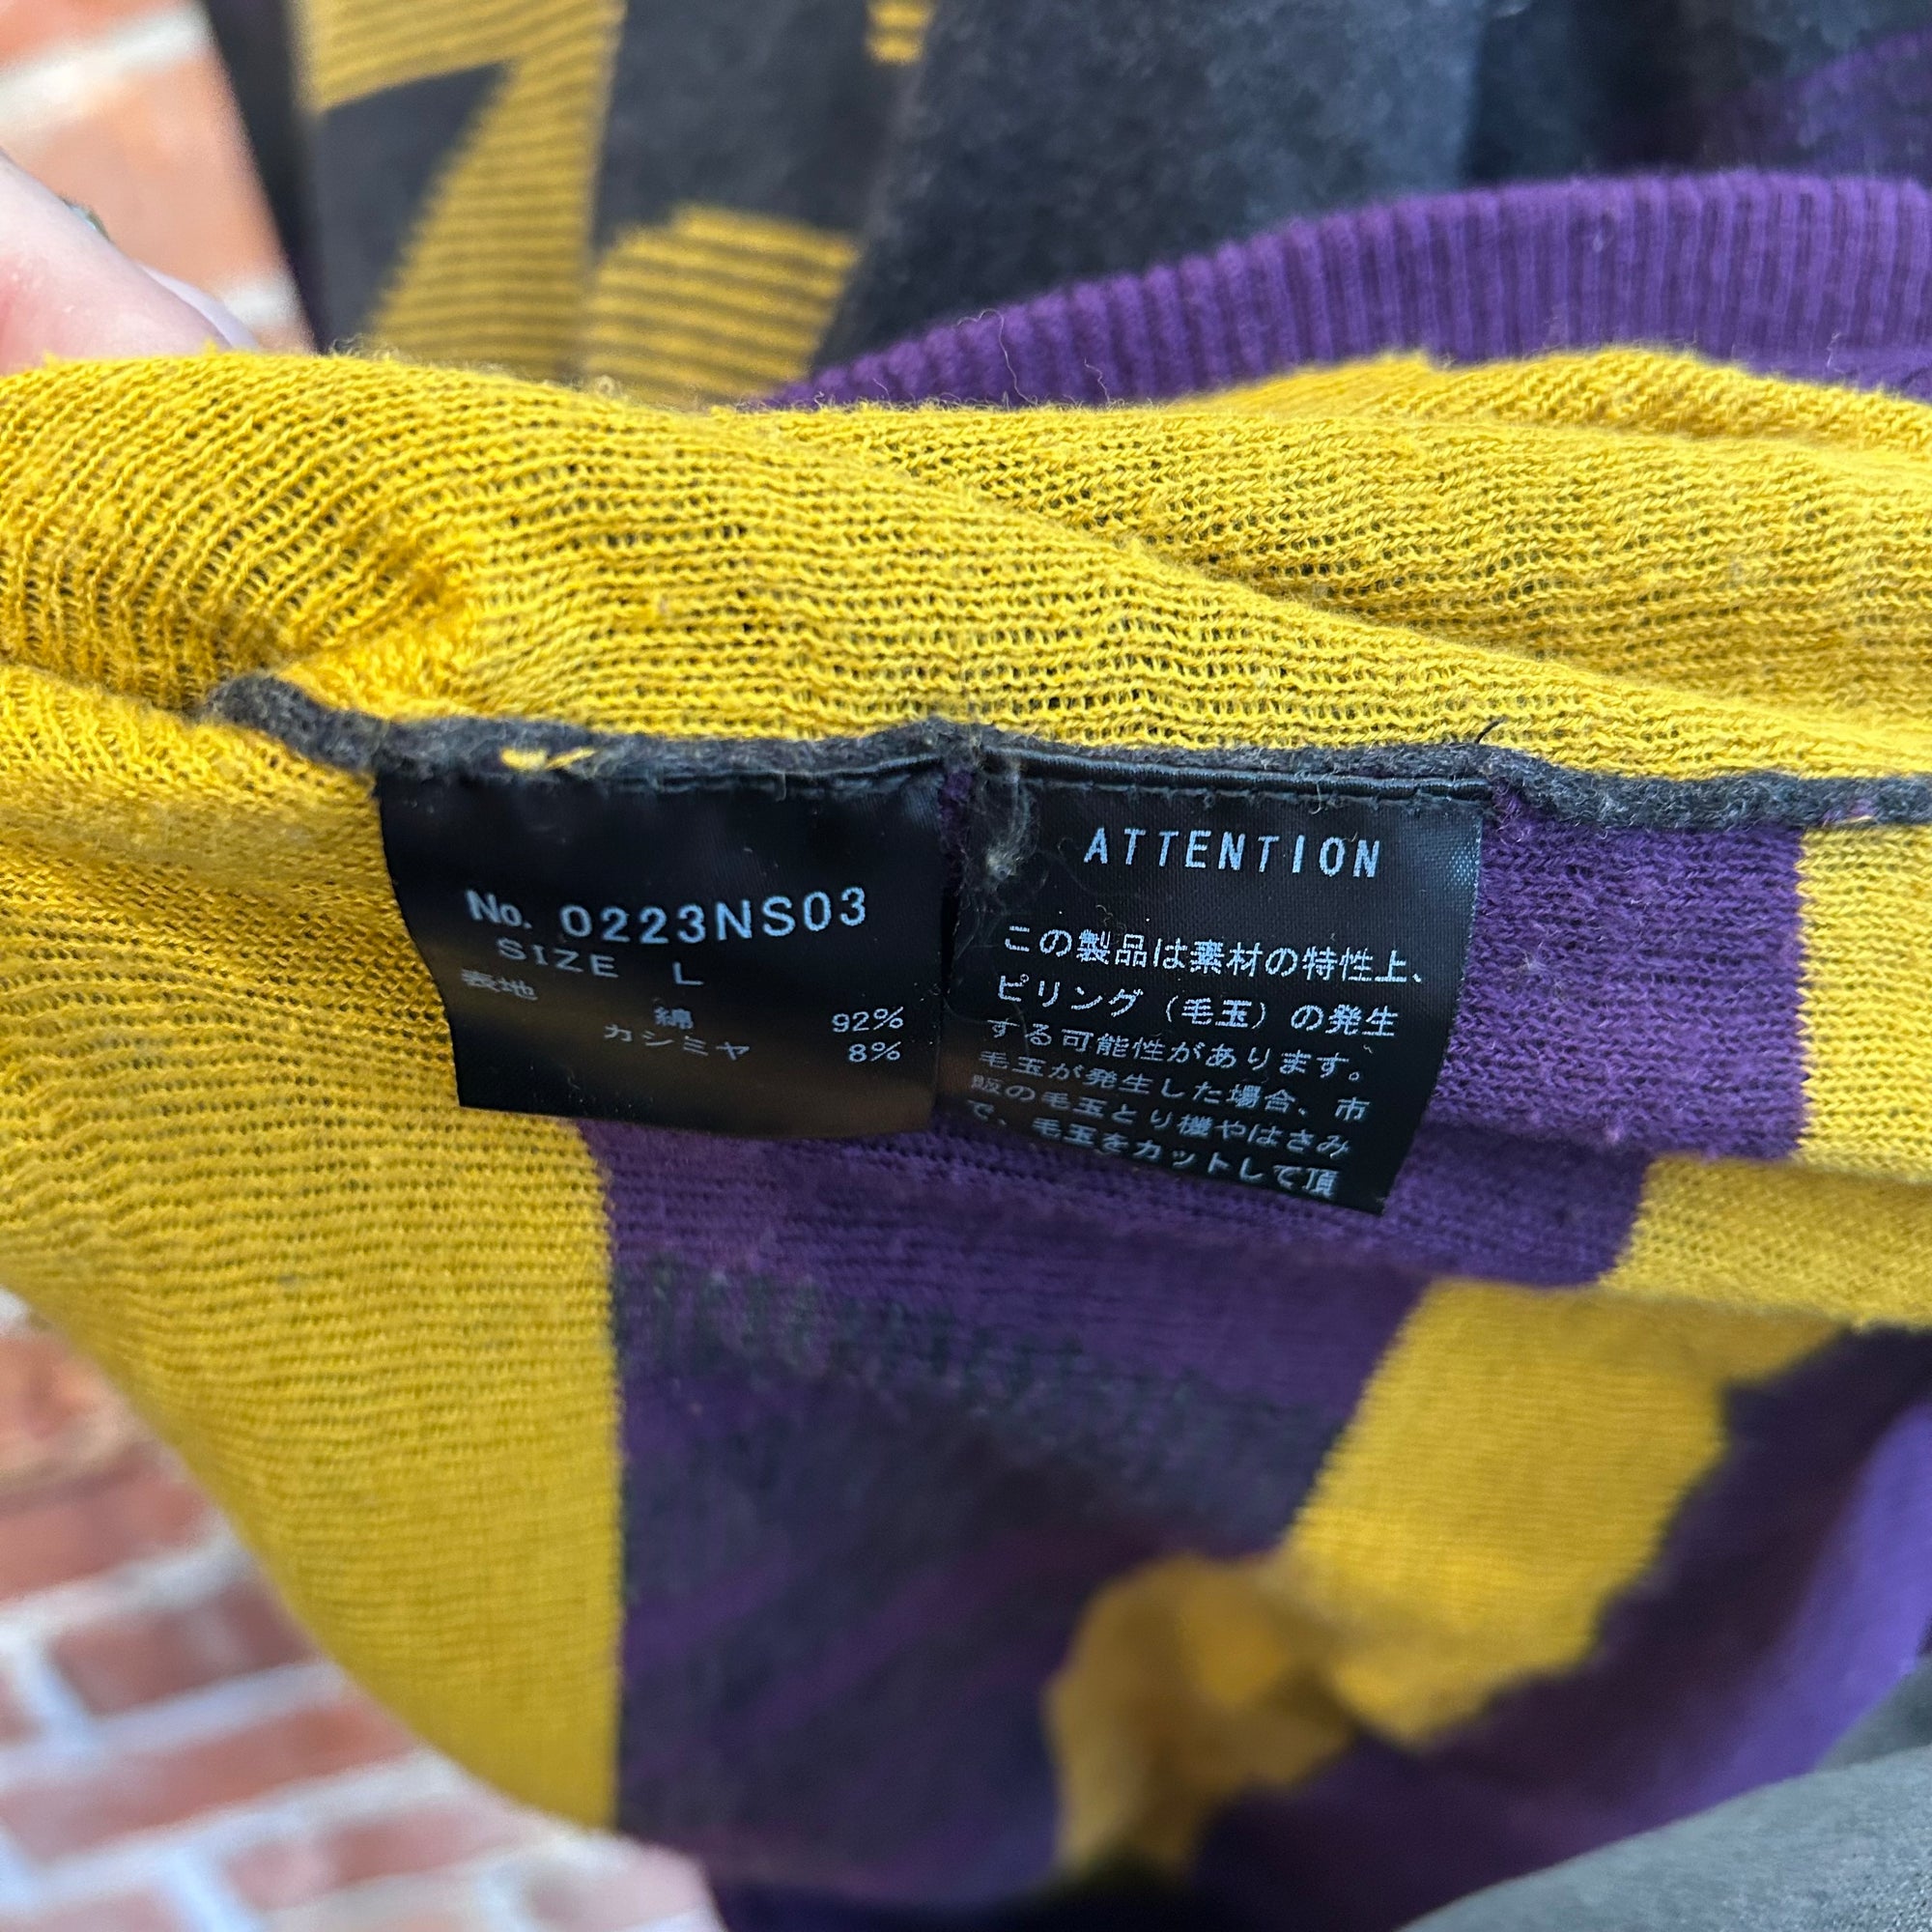 No. 0223NS03
SIZE L
表地
綿 92%
カシミヤ 8%
ATTENTION
この製品は素材の特性上、
ピリング（毛玉）の発生
する可能性があります。
毛玉が発生した場合、市
販の毛玉とり機やはさみ
で、毛玉をカットして頂